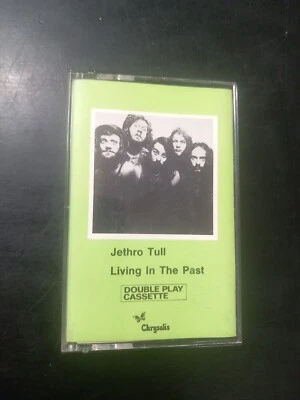 Jethro Tull
Living In The Past
DOUBLE PLAY
CASSETTE
Chrysalis